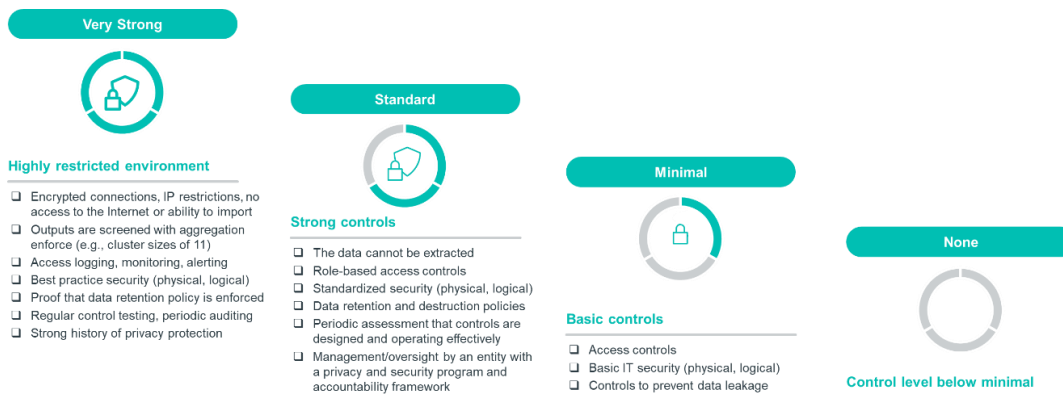 Very Strong
Highly restricted environment
Encrypted connections, IP restrictions, no
access to the Internet or ability to import
Outputs are screened with aggregation
enforce (e.g., cluster sizes of 11)
Access logging, monitoring, alerting
Best practice security (physical, logical)
Proof that data retention policy is enforced
Regular control testing, periodic auditing
Strong history of privacy protection
Standard
Strong controls
The data cannot be extracted
Role-based access controls
Standardized security (physical, logical)
Data retention and destruction policies
Periodic assessment that controls are
designed and operating effectively
Management/oversight by an entity with
a privacy and security program and
accountability framework
Minimal
Basic controls
Access controls
Basic IT security (physical, logical)
Controls to prevent data leakage
None
Control level below minimal